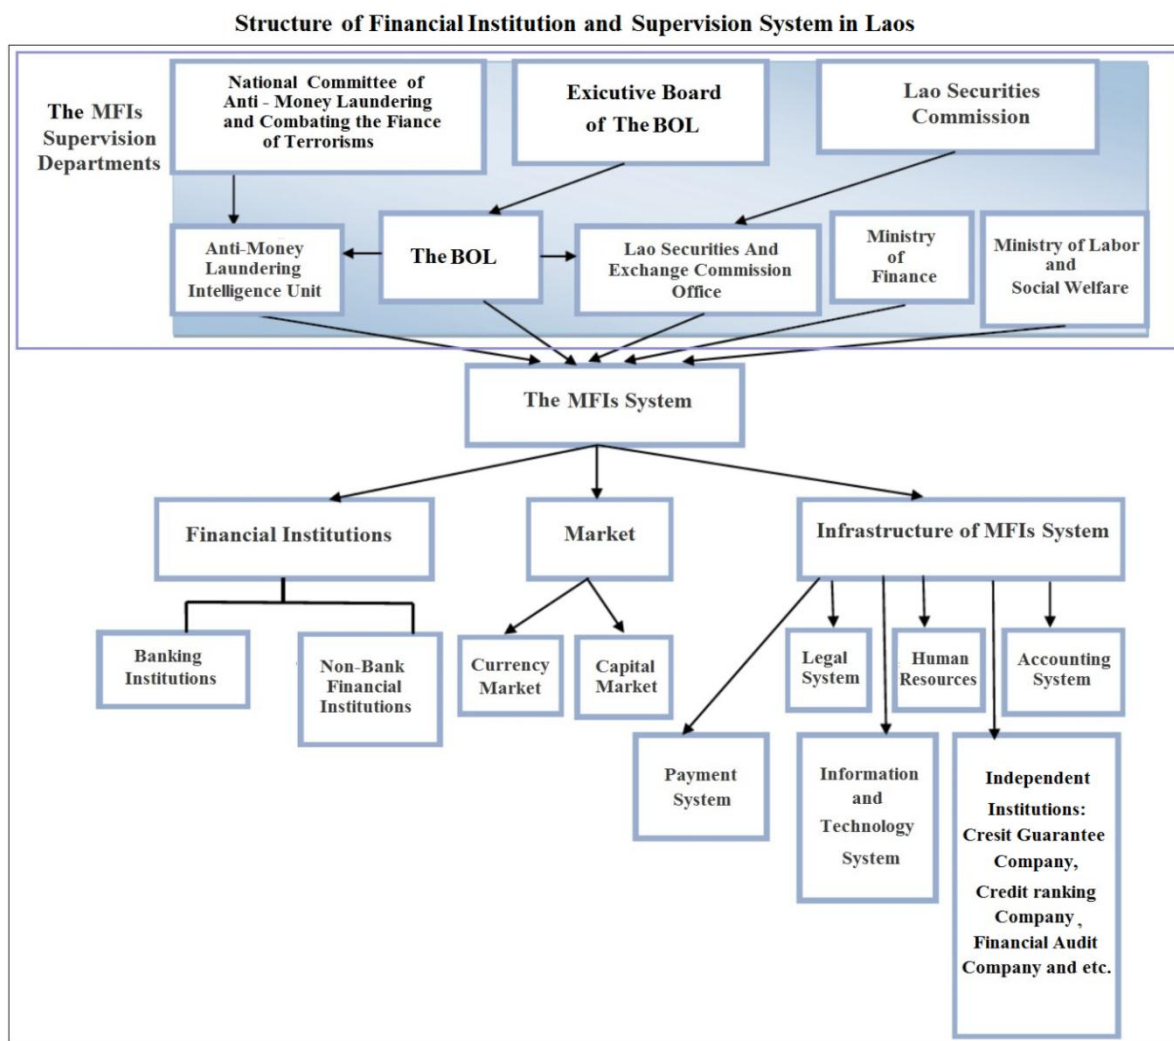 Structure of Financial Institution and Supervision System in Laos
The MFIs
Supervision
Departments
National Committee of
Anti - Money Laundering
and Combating the Fiance
of Terrorisms
Exicutive Board
of The BOL
Lao Securities
Commission
Anti-Money
Laundering
Intelligence Unit
The BOL
Lao Securities And
Exchange Commission
Office
Ministry
of
Finance
Ministry of Labor
and
Social Welfare
The MFIs System
Financial Institutions
Market
Infrastructure of MFIs System
Banking
Institutions
Non-Bank
Financial
Institutions
Currency
Market
Capital
Market
Legal
System
Human
Resources
Accounting
System
Payment
System
Information
and
Technology
System
Independent
Institutions:
Cresit Guarantee
Company,
Credit ranking
Company ,
Financial Audit
Company and etc.